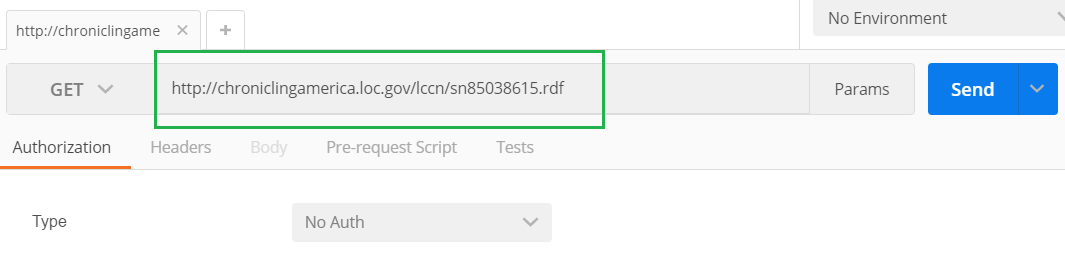 http://chroniclingame × + No Environment
GET http://chroniclingamerica.loc.gov/lccn/sn85038615.rdf Params Send
Authorization Headers Body Pre-request Script Tests
Type No Auth